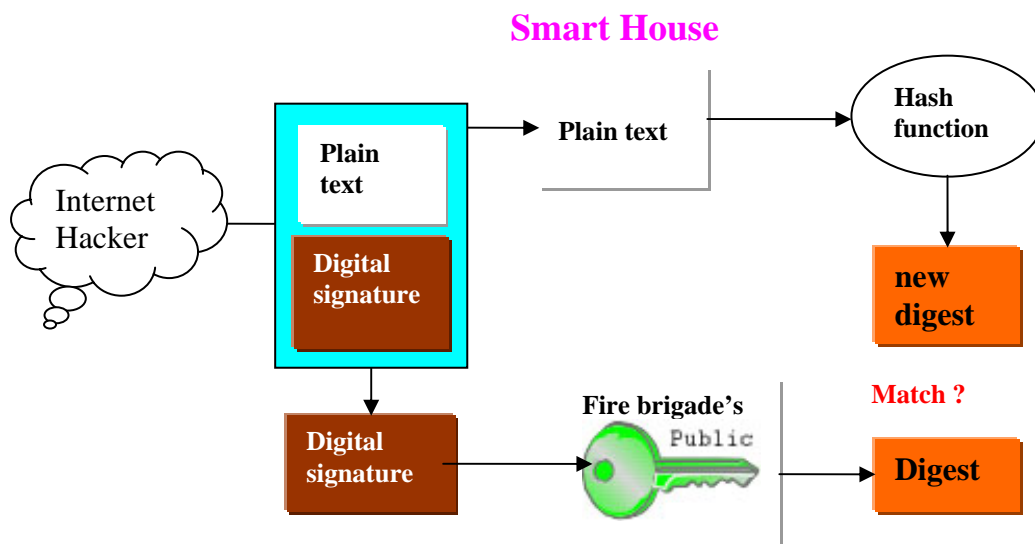 Smart House
Internet
Hacker
Plain
text
Digital
signature
Plain text
Hash
function
new
digest
Match ?
Digital
signature
Fire brigade's
Public
Digest